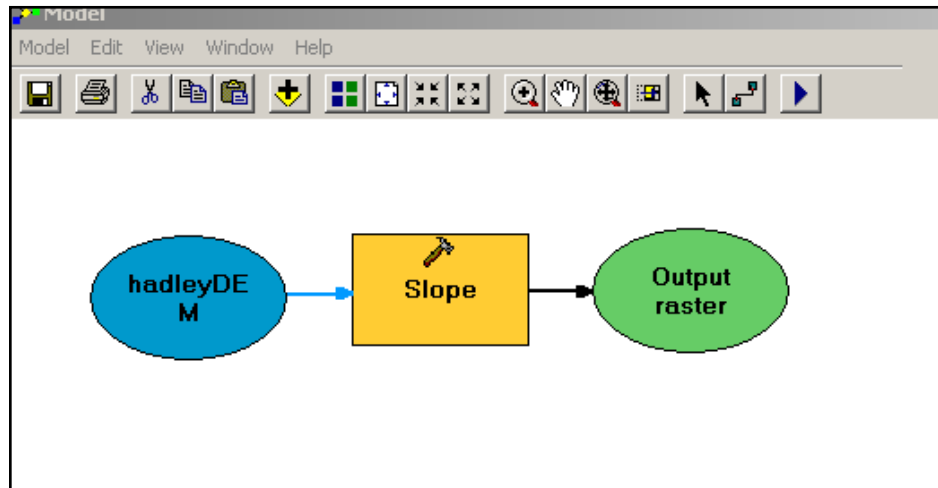 Model
Model Edit View Window Help
hadleyDE
M
Slope
Output
raster